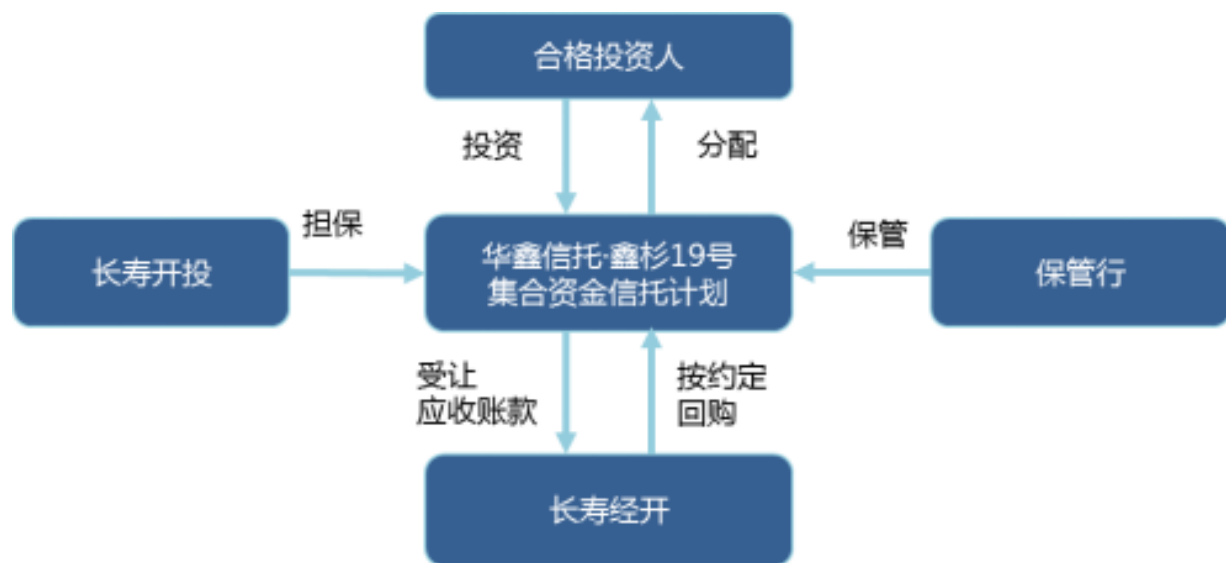 合格投资人
投资
分配
担保
保管
长寿开投
华鑫信托·鑫杉19号
集合资金信托计划
保管行
受让
应收账款
按约定
回购
长寿经开